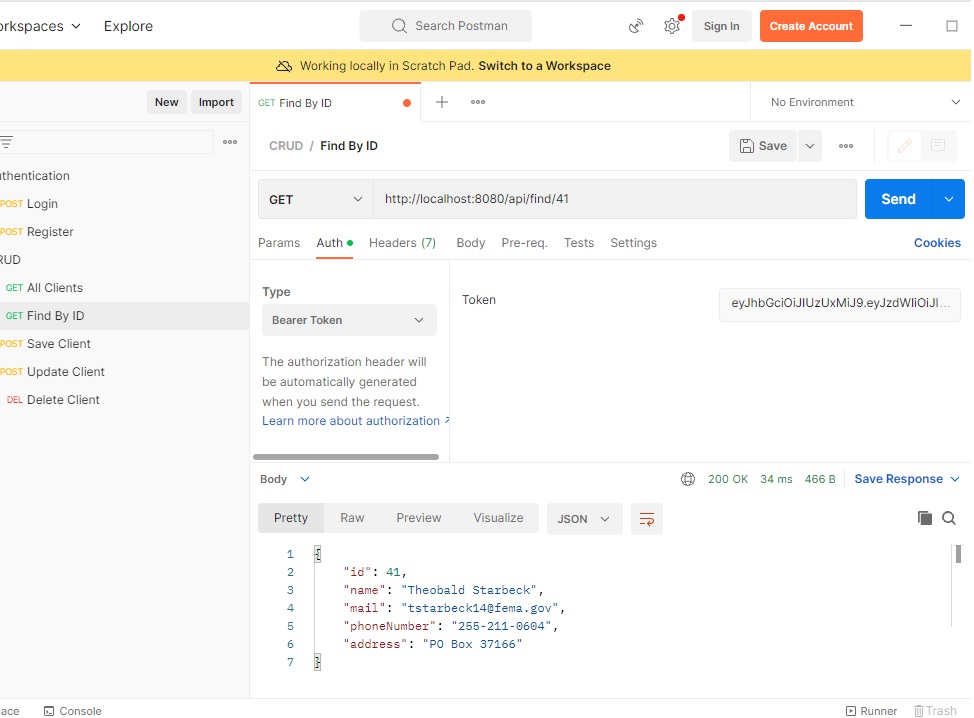 orkspaces Explore Search Postman Sign In Create Account
Working locally in Scratch Pad. Switch to a Workspace
New Import
GET Find By ID
No Environment
CRUD / Find By ID
Save
GET http://localhost:8080/api/find/41 Send
Params Auth Headers (7) Body Pre-req. Tests Settings Cookies
uthentication
POST Login
POST Register
RUD
GET All Clients
GET Find By ID
POST Save Client
POST Update Client
DEL Delete Client
Type
Bearer Token
The authorization header will
be automatically generated
when you send the request.
Learn more about authorization ↗
Token eyJhbGciOiJIUzUxMiJ9.eyJzdWIiOiJI...
Body 200 OK 34 ms 466 B Save Response
Pretty Raw Preview Visualize JSON
1 {
2 "id": 41,
3 "name": "Theobald Starbeck",
4 "mail": "tstarbeck14@fema.gov",
5 "phoneNumber": "255-211-0604",
6 "address": "PO Box 37166"
7 }
ace Console Runner Trash